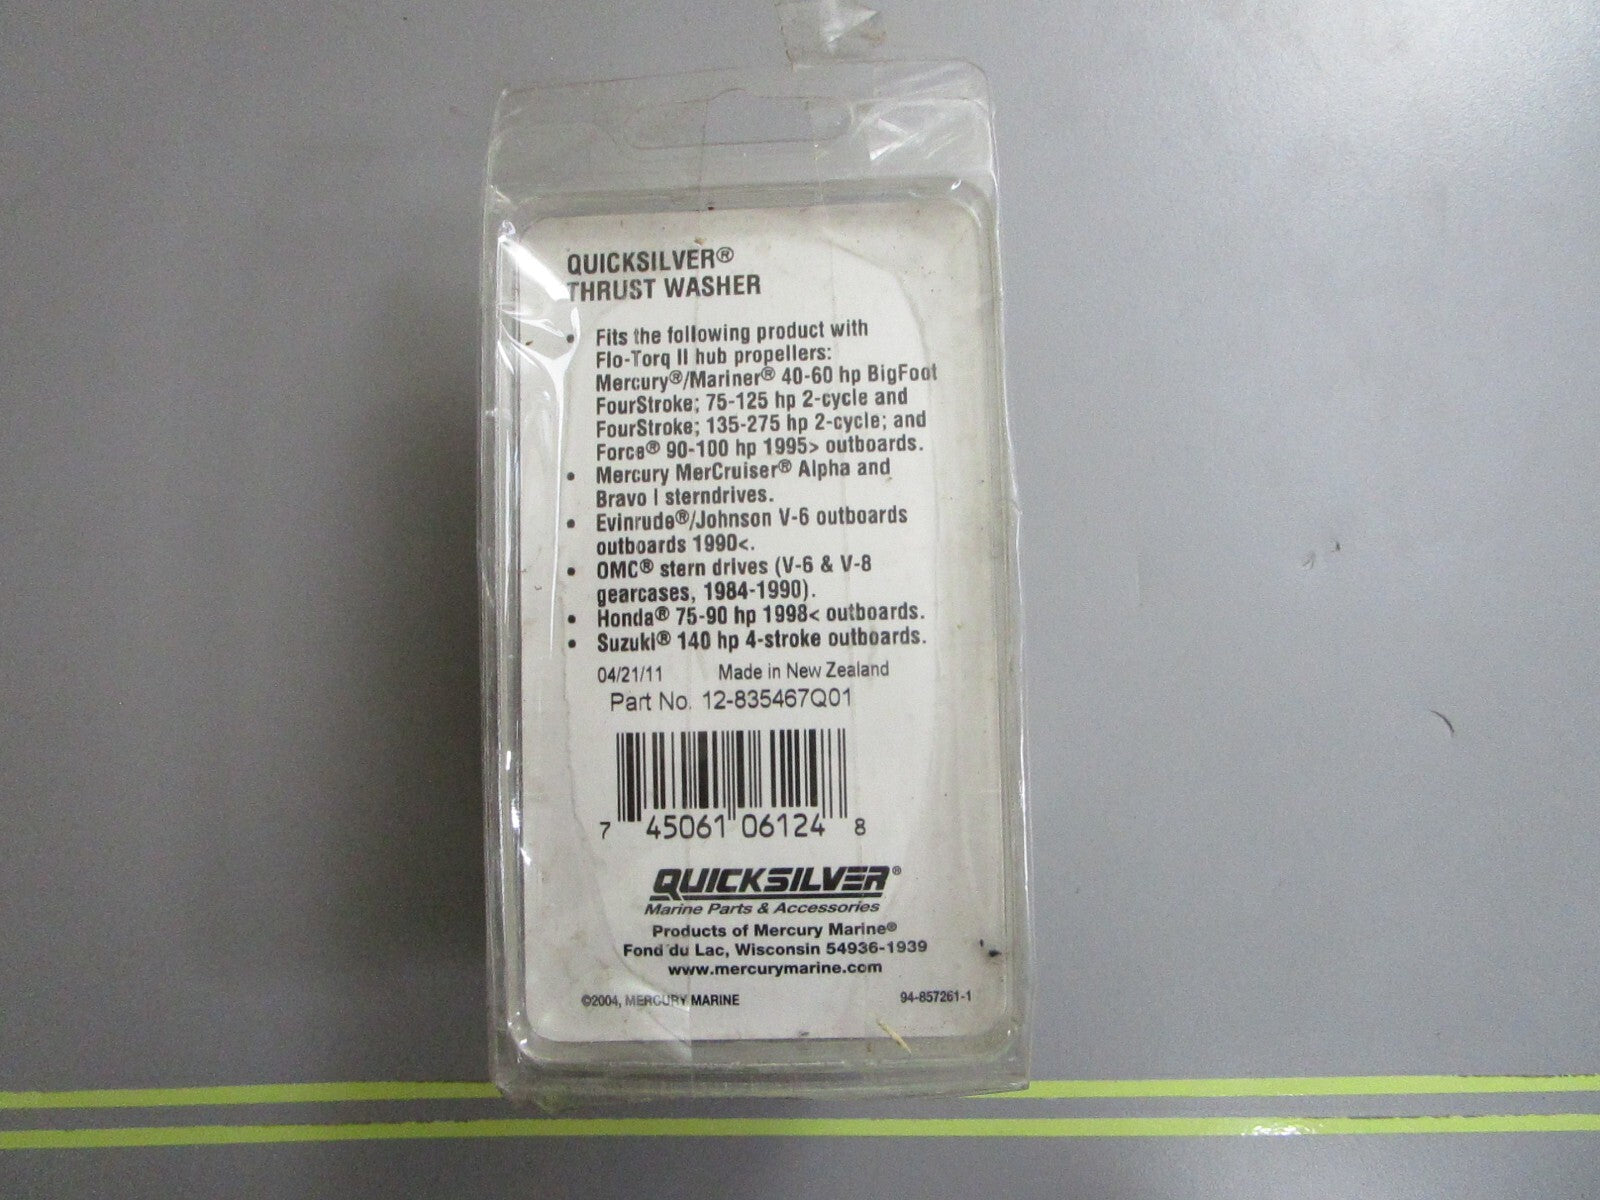 QUICKSILVER®
THRUST WASHER
• Fits the following product with
Flo-Torq II hub propellers:
Mercury®/Mariner® 40-60 hp BigFoot
FourStroke; 75-125 hp 2-cycle and
FourStroke; 135-275 hp 2-cycle; and
Force® 90-100 hp 1995> outboards.
• Mercury MerCruiser® Alpha and
Bravo I sterndrives.
• Evinrude®/Johnson V-6 outboards
outboards 1990<.
• OMC® stern drives (V-6 & V-8
gearcases, 1984-1990).
• Honda® 75-90 hp 1998< outboards.
• Suzuki® 140 hp 4-stroke outboards.
04/21/11 Made in New Zealand
Part No. 12-835467Q01
7 45061 06124 8
QUICKSILVER®
Marine Parts & Accessories
Products of Mercury Marine®
Fond du Lac, Wisconsin 54936-1939
www.mercurymarine.com
©2004, MERCURY MARINE 94-857261-1